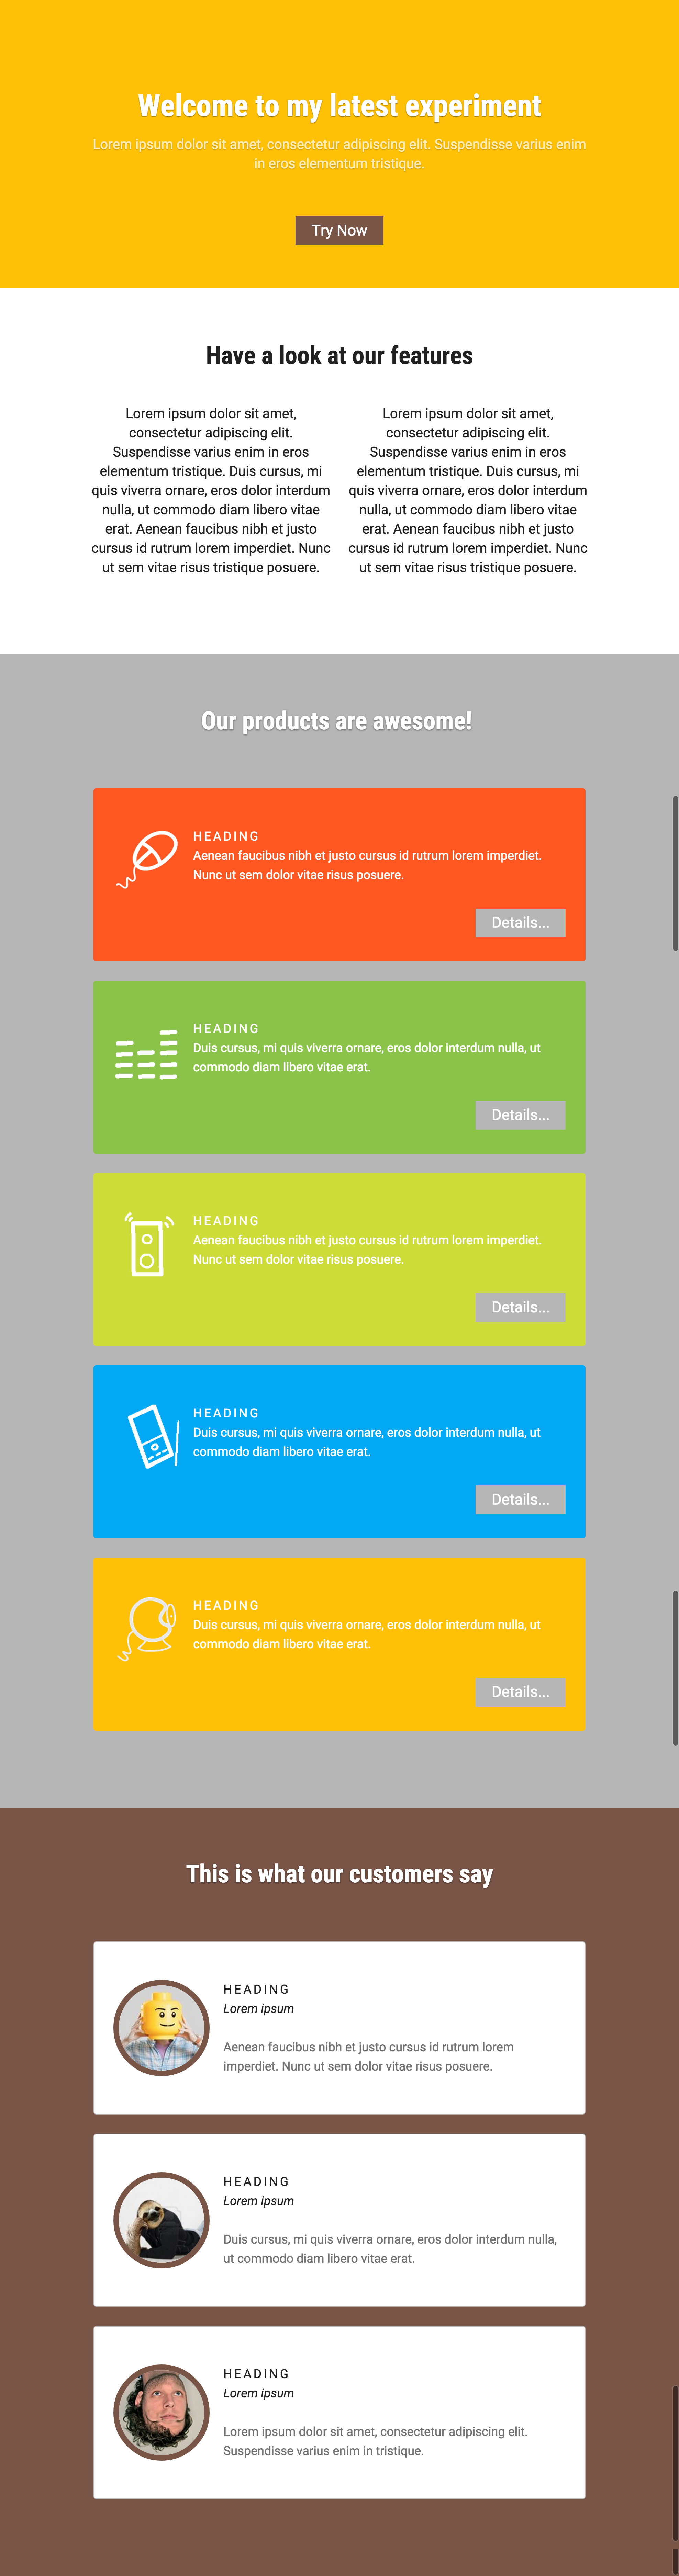 Welcome to my latest experiment
Lorem ipsum dolor sit amet, consectetur adipiscing elit. Suspendisse varius enim
in eros elementum tristique.
Try Now
Have a look at our features
Lorem ipsum dolor sit amet,
consectetur adipiscing elit.
Suspendisse varius enim in eros
elementum tristique. Duis cursus, mi
quis viverra ornare, eros dolor interdum
nulla, ut commodo diam libero vitae
erat. Aenean faucibus nibh et justo
cursus id rutrum lorem imperdiet. Nunc
ut sem vitae risus tristique posuere.
Lorem ipsum dolor sit amet,
consectetur adipiscing elit.
Suspendisse varius enim in eros
elementum tristique. Duis cursus, mi
quis viverra ornare, eros dolor interdum
nulla, ut commodo diam libero vitae
erat. Aenean faucibus nibh et justo
cursus id rutrum lorem imperdiet. Nunc
ut sem vitae risus tristique posuere.
Our products are awesome!
HEADING
Aenean faucibus nibh et justo cursus id rutrum lorem imperdiet.
Nunc ut sem dolor vitae risus posuere.
Details...
HEADING
Duis cursus, mi quis viverra ornare, eros dolor interdum nulla, ut
commodo diam libero vitae erat.
Details...
HEADING
Aenean faucibus nibh et justo cursus id rutrum lorem imperdiet.
Nunc ut sem dolor vitae risus posuere.
Details...
HEADING
Duis cursus, mi quis viverra ornare, eros dolor interdum nulla, ut
commodo diam libero vitae erat.
Details...
HEADING
Duis cursus, mi quis viverra ornare, eros dolor interdum nulla, ut
commodo diam libero vitae erat.
Details...
This is what our customers say
HEADING
Lorem ipsum
Aenean faucibus nibh et justo cursus id rutrum lorem
imperdiet. Nunc ut sem dolor vitae risus posuere.
HEADING
Lorem ipsum
Duis cursus, mi quis viverra ornare, eros dolor interdum nulla,
ut commodo diam libero vitae erat.
HEADING
Lorem ipsum
Lorem ipsum dolor sit amet, consectetur adipiscing elit.
Suspendisse varius enim in tristique.